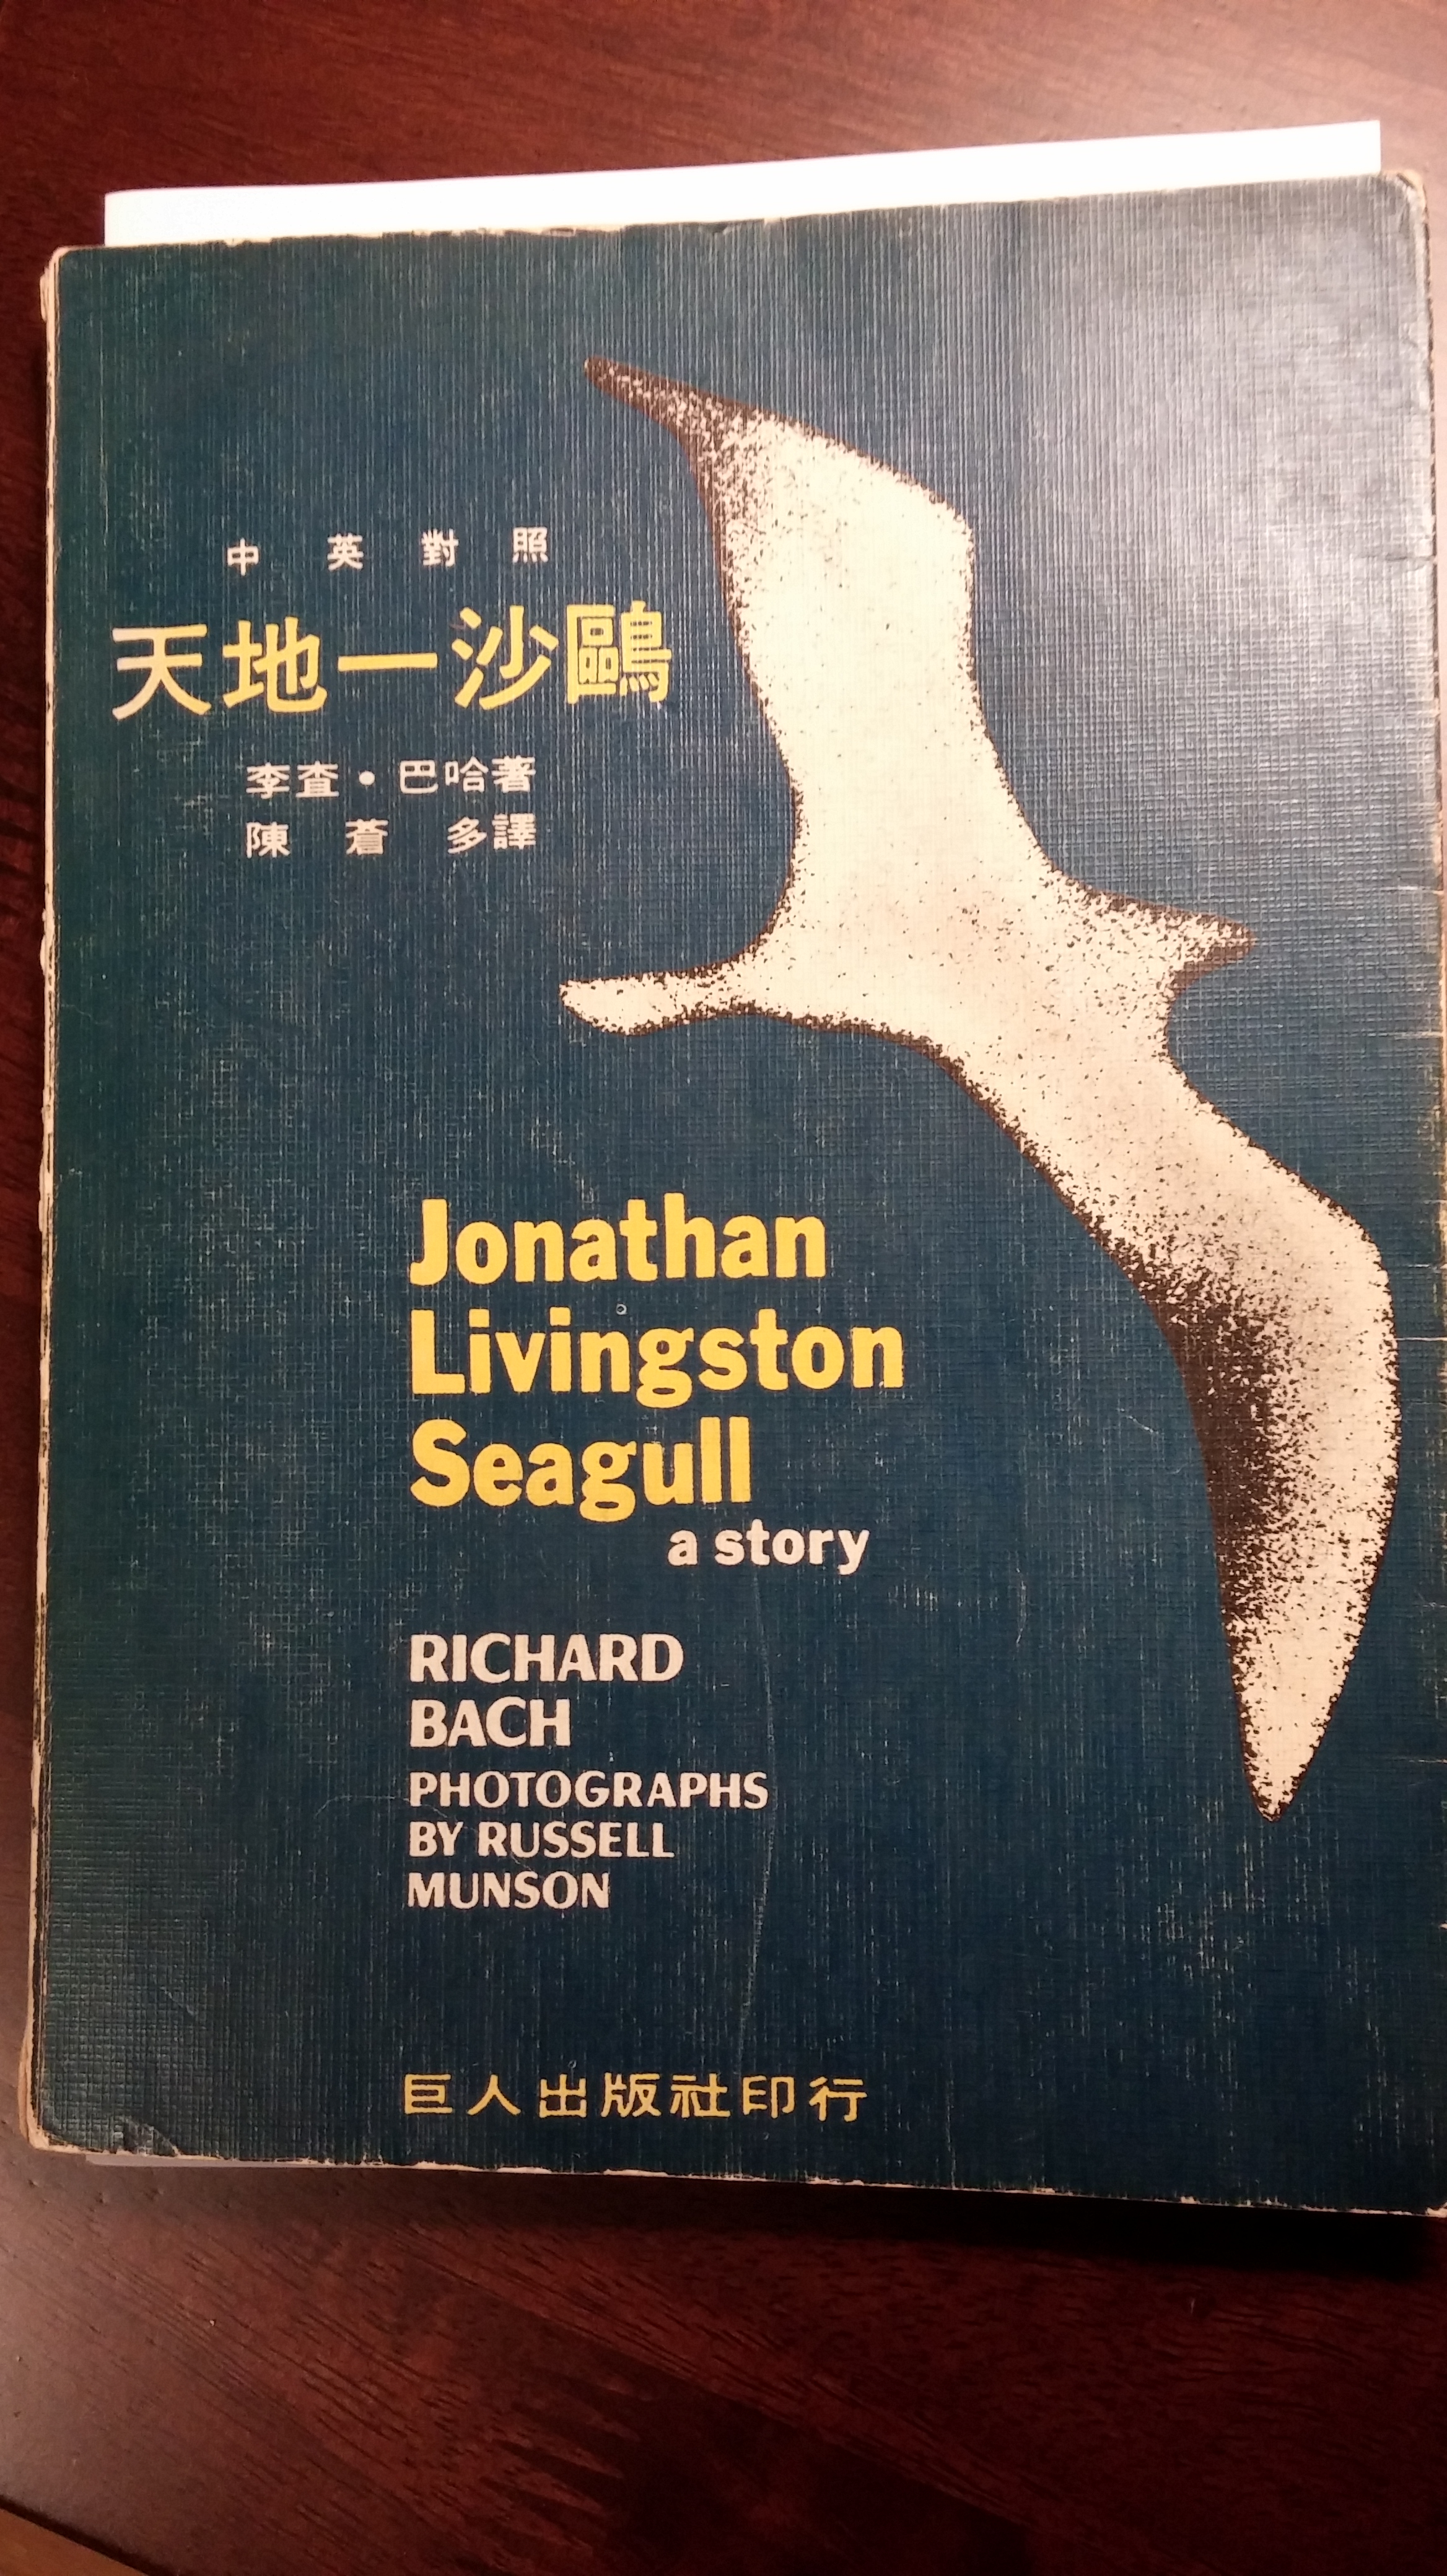 中英對照
天地一沙鷗
李查・巴哈著
陳蒼多譯
Jonathan
Livingston
Seagull
a story
RICHARD
BACH
PHOTOGRAPHS
BY RUSSELL
MUNSON
巨人出版社印行